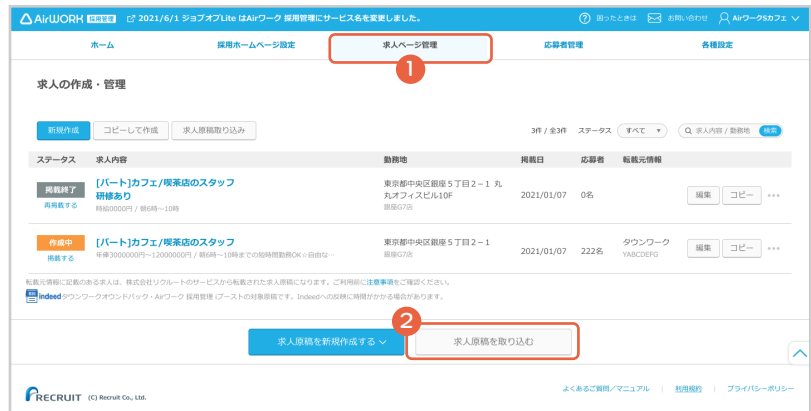 AirWORK 採用管理 2021/6/1 ジョブオプLite はAirワーク 採用管理にサービス名を変更しました。 困ったときは お問い合わせ AirワークSカフェ
ホーム 採用ホームページ設定 求人ページ管理 応募者管理 各種設定
1
求人の作成・管理
新規作成 コピーして作成 求人原稿取り込み 3件 / 全3件 ステータス すべて 求人内容 / 勤務地 検索
ステータス 求人内容 勤務地 掲載日 応募者 転載元情報
掲載終了 [パート]カフェ/喫茶店のスタッフ 東京都中央区銀座5丁目2−1 丸
再掲載する 研修あり 丸オフィスビル10F 2021/01/07 0名 編集 コピー •••
時給0000円 / 朝6時〜10時 銀座G7店
作成中 [パート]カフェ/喫茶店のスタッフ 東京都中央区銀座5丁目2−1 2021/01/07 222名 タウンワーク 編集 コピー •••
掲載する 年俸3000000円〜12000000円 / 朝6時〜10時までの短時間勤務OK☆自由な… 銀座G7店 YABCDEFG
転載元情報に記載のある求人は、株式会社リクルートのサービスから転載された求人原稿になります。ご利用前に注意事項をご確認ください。
indeed タウンワークオウンドパック・Airワーク 採用管理 iブーストの対象原稿です。Indeedへの反映に時間がかかる場合があります。
2
求人原稿を新規作成する 求人原稿を取り込む
よくあるご質問/マニュアル | 利用規約 | プライバシーポリシー
RECRUIT (C) Recruit Co., Ltd.